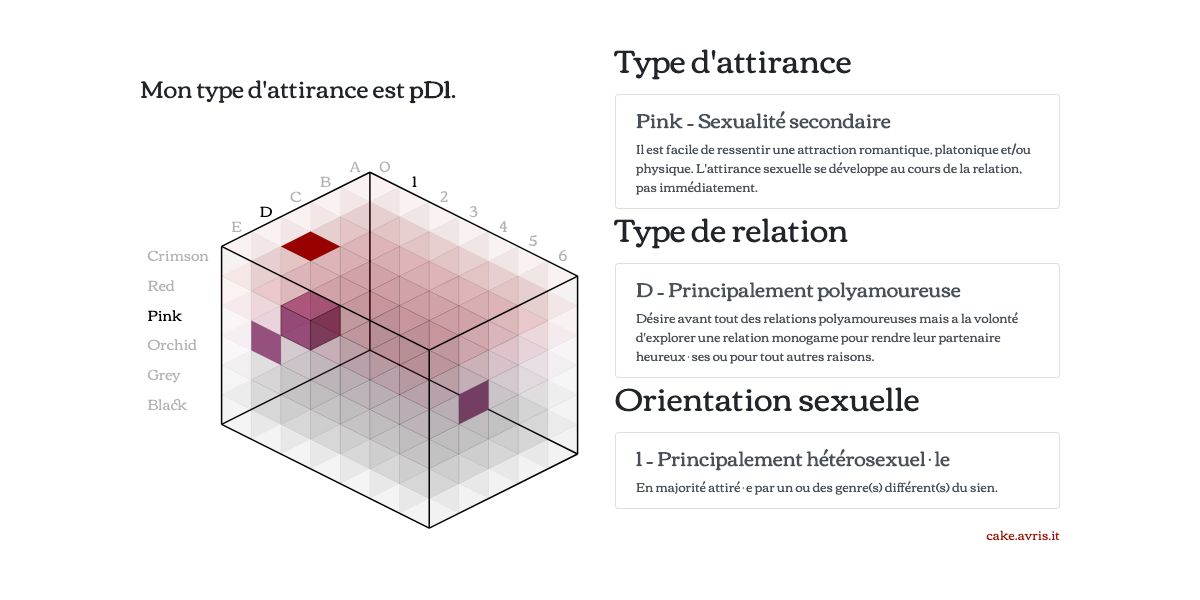 Mon type d'attirance est pD1.
A
O
B
1
C
2
D
3
E
4
5
6
Crimson
Red
Pink
Orchid
Grey
Black
Type d'attirance
Pink - Sexualité secondaire
Il est facile de ressentir une attraction romantique, platonique et/ou
physique. L'attirance sexuelle se développe au cours de la relation,
pas immédiatement.
Type de relation
D - Principalement polyamoureuse
Désire avant tout des relations polyamoureuses mais a la volonté
d'explorer une relation monogame pour rendre leur partenaire
heureux·ses ou pour tout autres raisons.
Orientation sexuelle
1 - Principalement hétérosexuel·le
En majorité attiré·e par un ou des genre(s) différent(s) du sien.
cake.avris.it